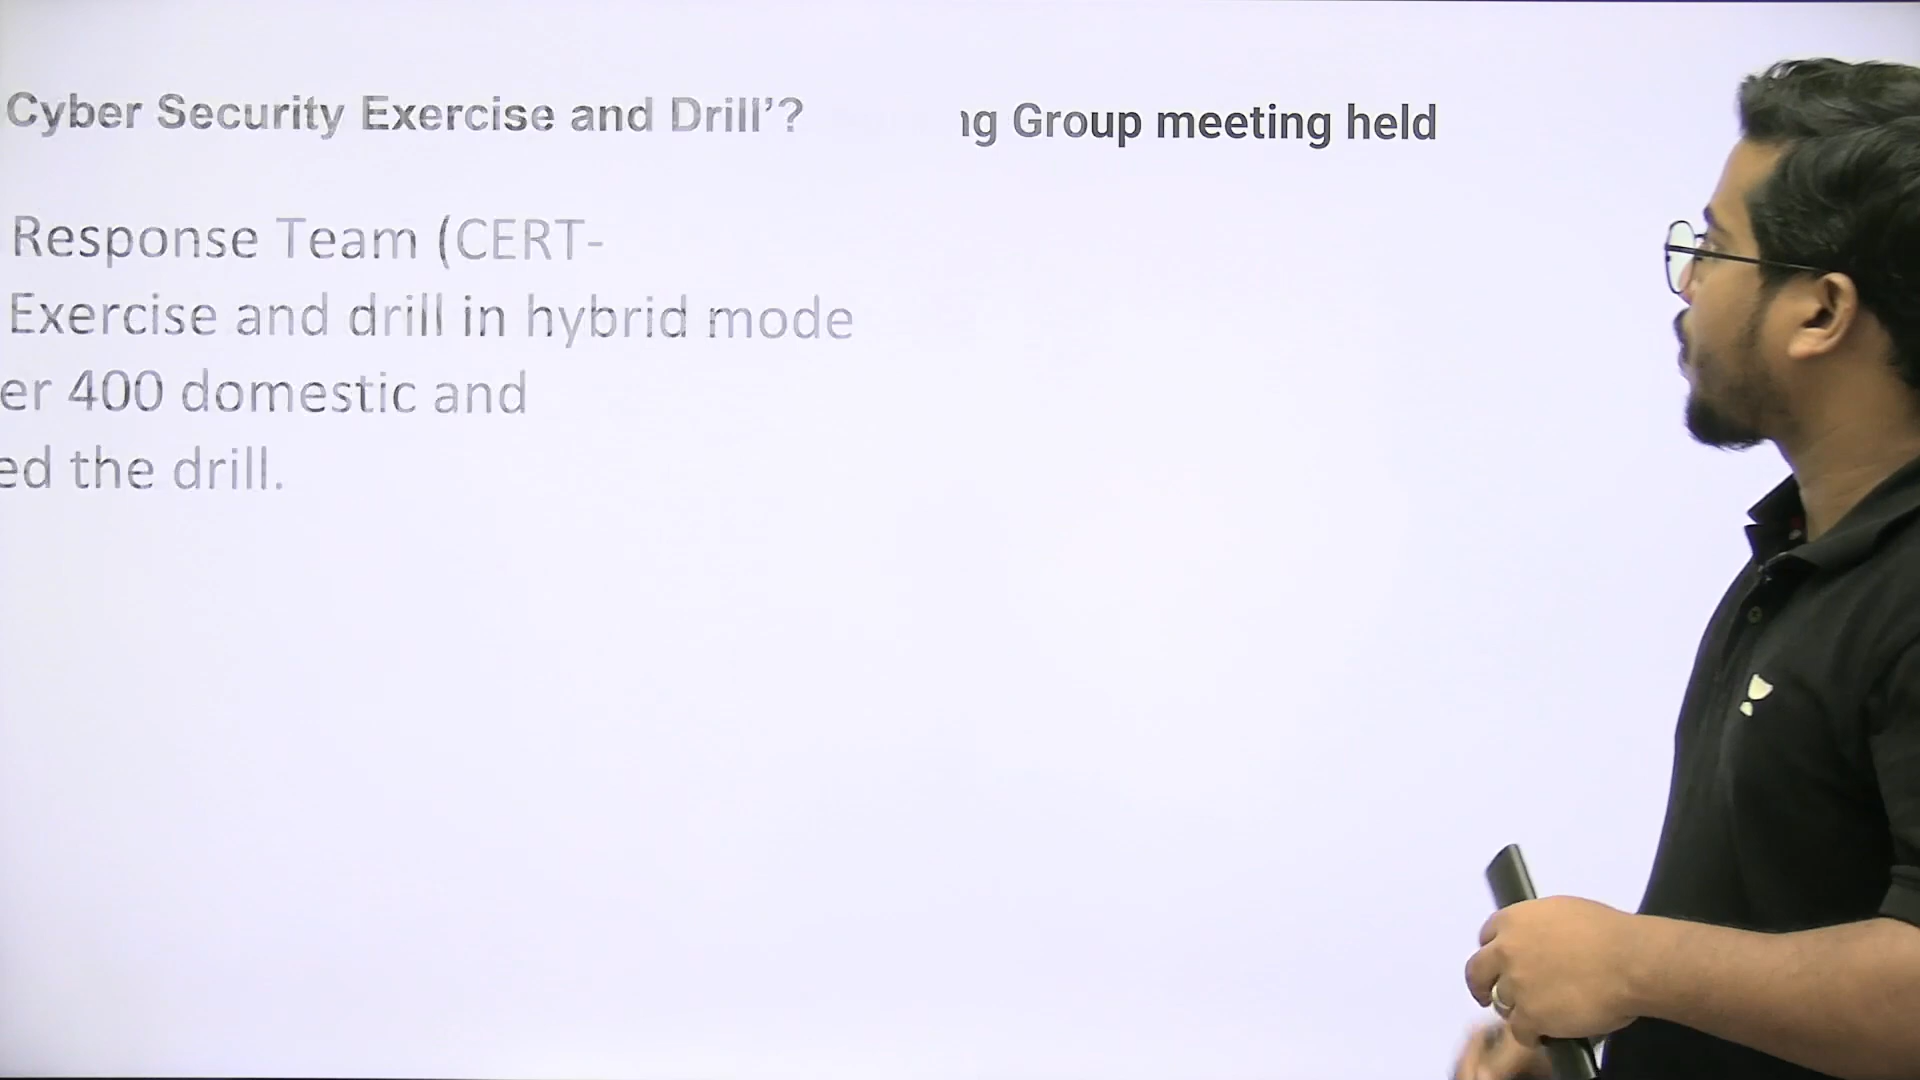 Cyber Security Exercise and Drill’?
Response Team (CERT-
Exercise and drill in hybrid mode
er 400 domestic and
ed the drill.
Group meeting held